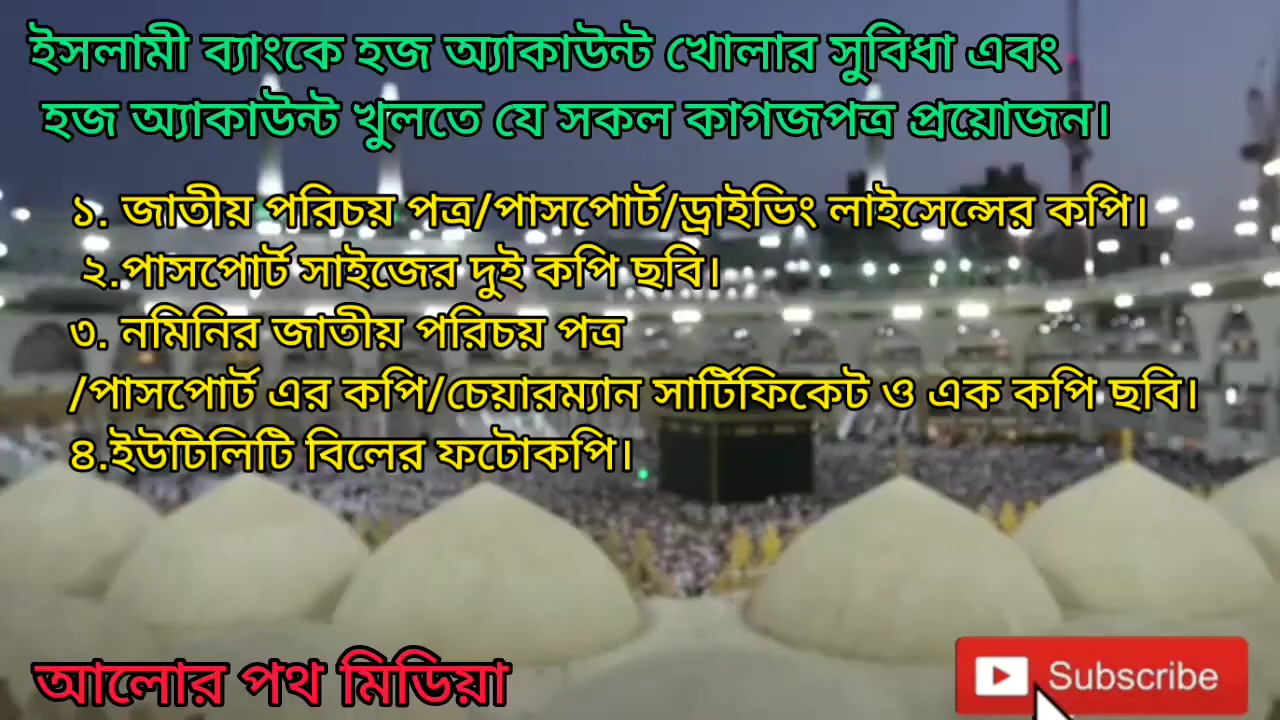 ইসলামী ব্যাংকে হজ অ্যাকাউন্ট খোলার সুবিধা এবং
হজ অ্যাকাউন্ট খুলতে যে সকল কাগজপত্র প্রয়োজন।
১. জাতীয় পরিচয় পত্র/পাসপোর্ট/ড্রাইভিং লাইসেন্সের কপি।
২.পাসপোর্ট সাইজের দুই কপি ছবি।
৩. নমিনির জাতীয় পরিচয় পত্র
/পাসপোর্ট এর কপি/চেয়ারম্যান সার্টিফিকেট ও এক কপি ছবি।
৪.ইউটিলিটি বিলের ফটোকপি।
আলোর পথ মিডিয়া
Subscribe